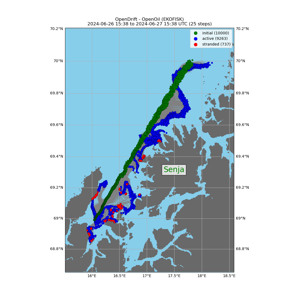 OpenDrift - OpenOil (EKOFISK)
2024-06-26 15:38 to 2024-06-27 15:38 UTC (25 steps)
70.2°N
70.2°N
initial (10000)
active (9263)
stranded (737)
70°N
70°N
69.8°N
69.8°N
69.6°N
69.6°N
69.4°N
69.4°N
Senja
69.2°N
69.2°N
69°N
69°N
68.8°N
68.8°N
16°E
16.5°E
17°E
17.5°E
18°E
18.5°E